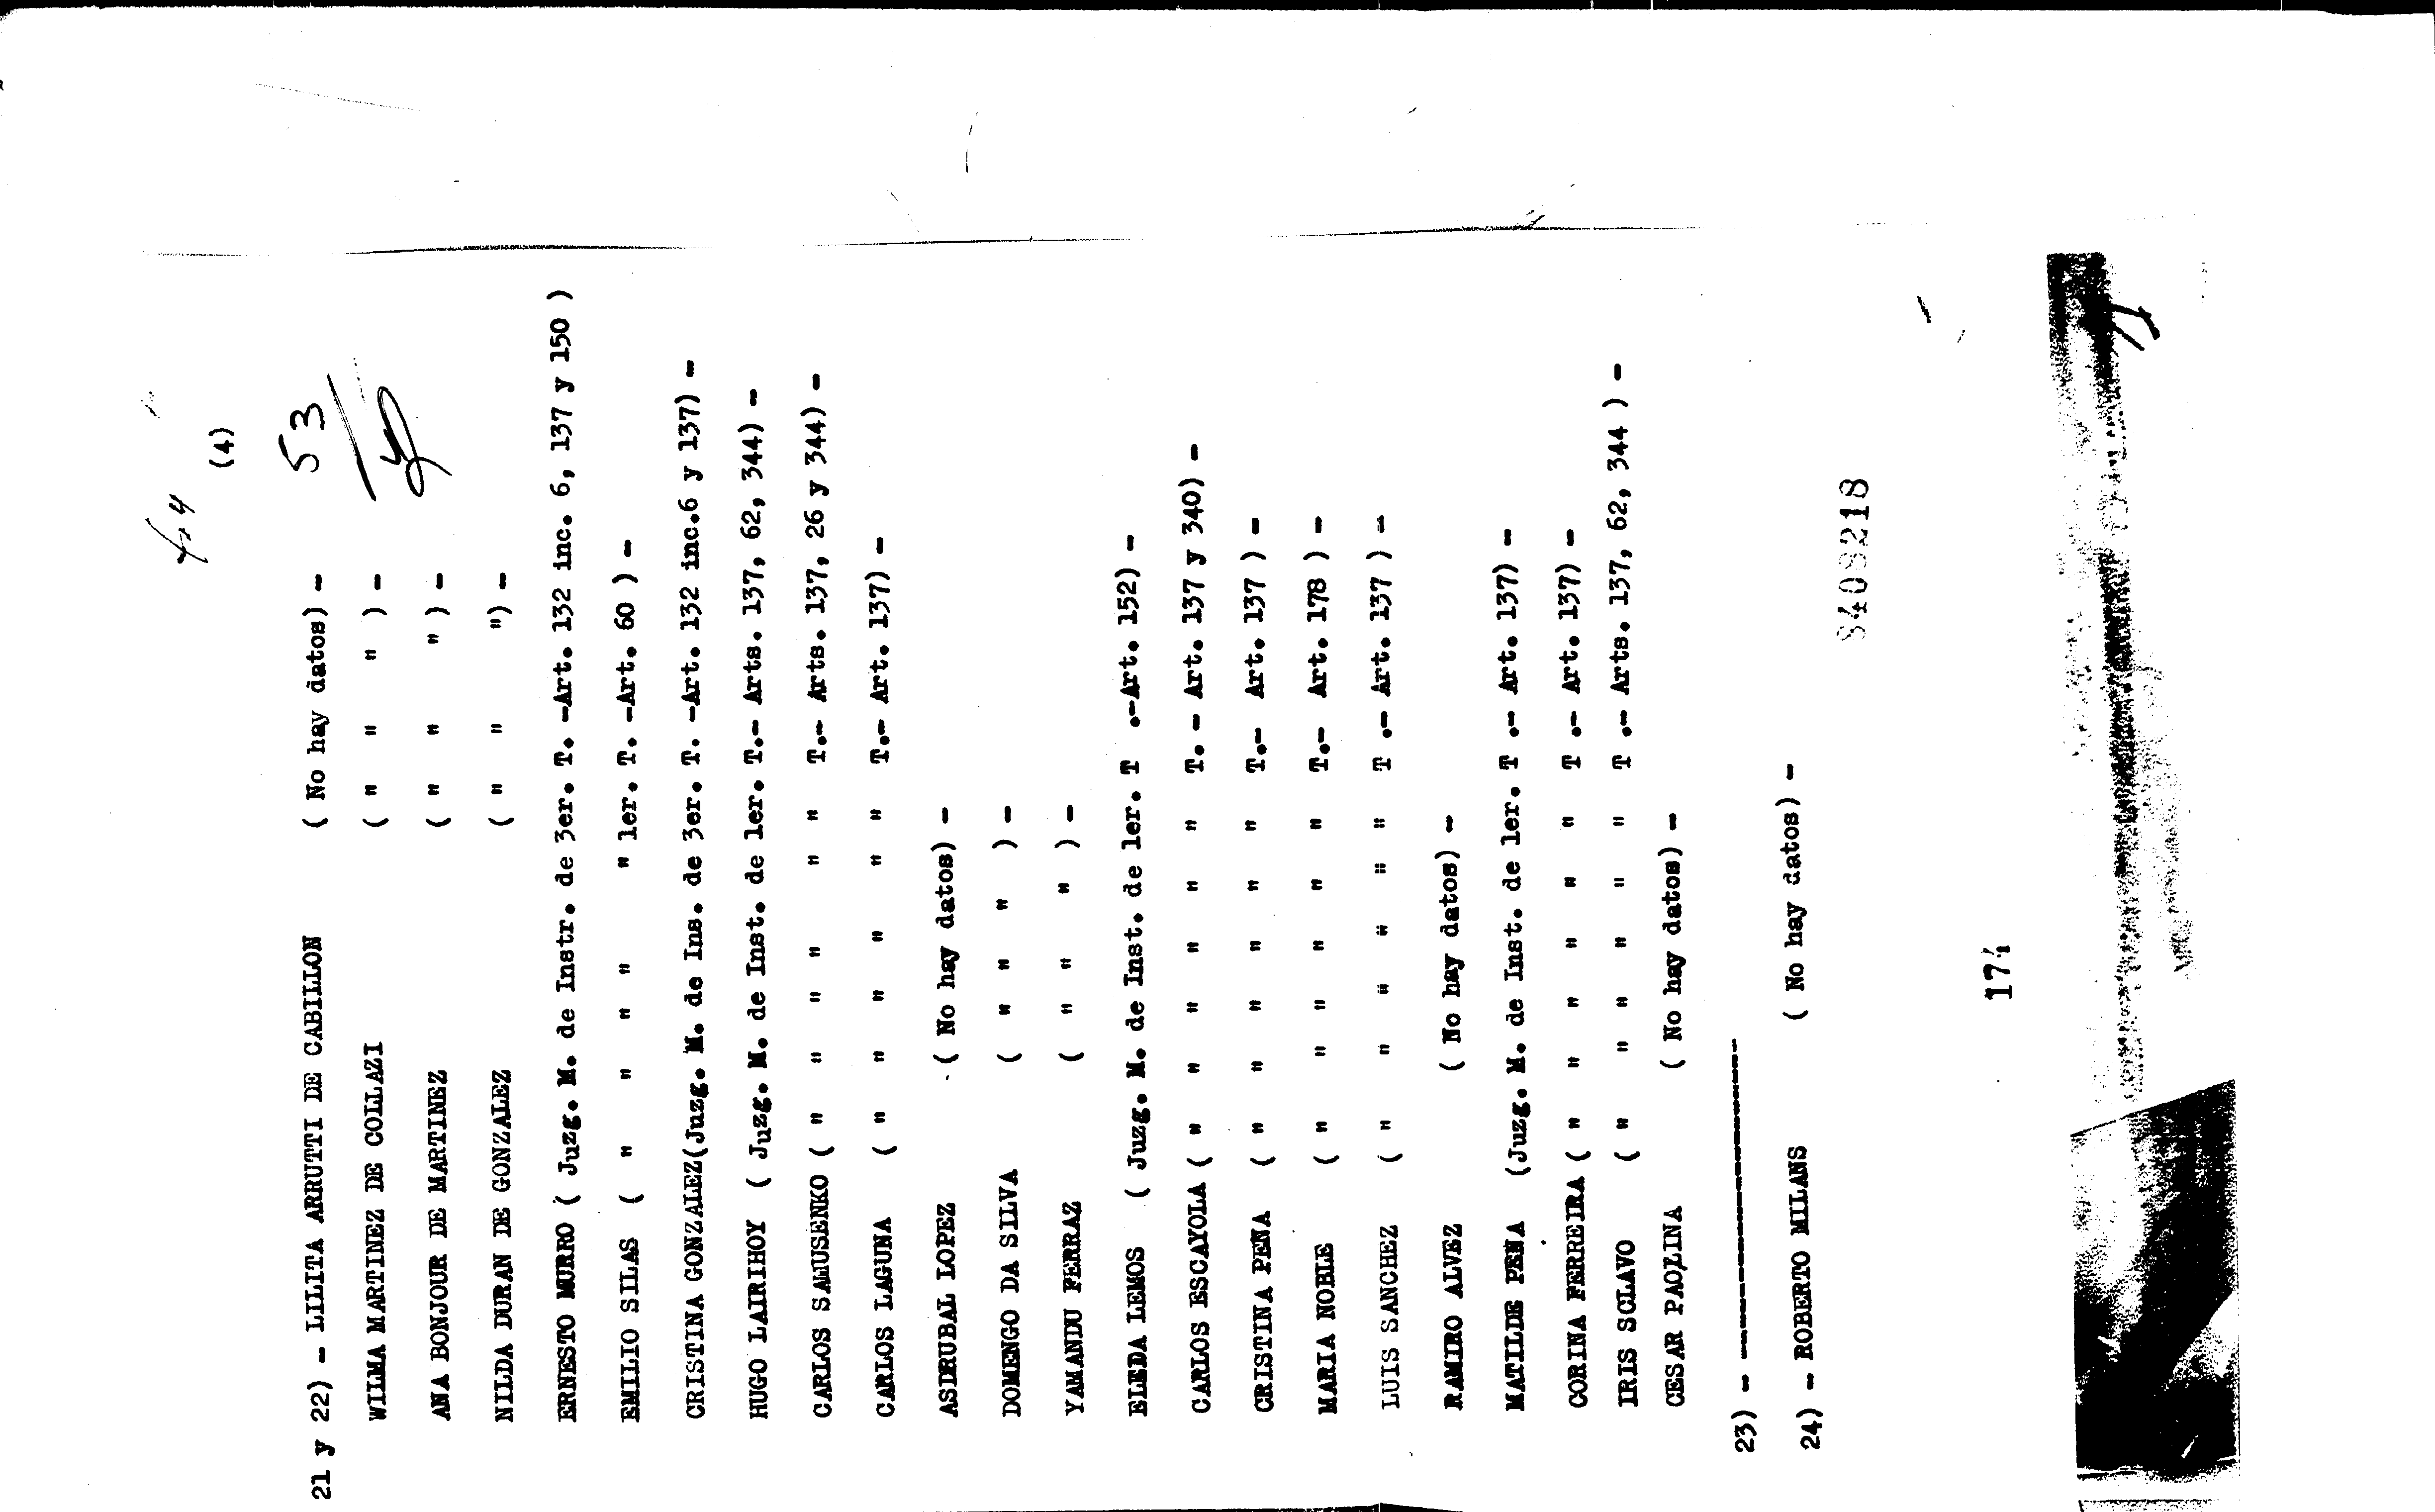 (4)
53
21 y 22) - LILITA ARRUTTI DE CABILLON ( No hay datos) -
WILMA MARTINEZ DE COLLAZI ( " " " ) -
ANA BONJOUR DE MARTINEZ ( " " " ) -
NILDA DURAN DE GONZALEZ ( " " ") -
ERNESTO MURRO ( Juzg. M. de Instr. de 3er. T. -Art. 132 inc. 6, 137 y 150 )
EMILIO SILAS ( " " " " " 1er. T. -Art. 60 ) -
CRISTINA GONZALEZ(Juzg. M. de Ins. de 3er. T. -Art. 132 inc.6 y 137) -
HUGO LAIRIHOY ( Juzg. M. de Inst. de 1er. T.- Arts. 137, 62, 344) -
CARLOS SAMUSENKO ( " " " " " " T.- Arts. 137, 26 y 344) -
CARLOS LAGUNA ( " " " " " " T.- Art. 137) -
ASDRUBAL LOPEZ ( No hay datos) -
DOMENGO DA SILVA ( " " " ) -
YAMANDU FERRAZ ( " " " ) -
ELEDA LEMOS ( Juzg. M. de Inst. de 1er. T .-Art. 152) -
CARLOS ESCAYOLA ( " " " " " " T. - Art. 137 y 340) -
CRISTINA PEÑA ( " " " " " " T.- Art. 137 ) -
MARIA NOBLE ( " " " " " " T.- Art. 178 ) -
LUIS SANCHEZ ( " " " " " " T .- Art. 137 ) -
RAMIRO ALVEZ ( No hay datos) -
MATILDE PEÑA (Juzg. M. de Inst. de 1er. T .- Art. 137) -
CORINA FERREIRA ( " " " " " " T .- Art. 137) -
IRIS SCLAVO ( " " " " " " T .- Arts. 137, 62, 344 ) -
CESAR PAOLINA ( No hay datos) -
23) - ----------------------
24) - ROBERTO MILANS ( No hay datos) -
174